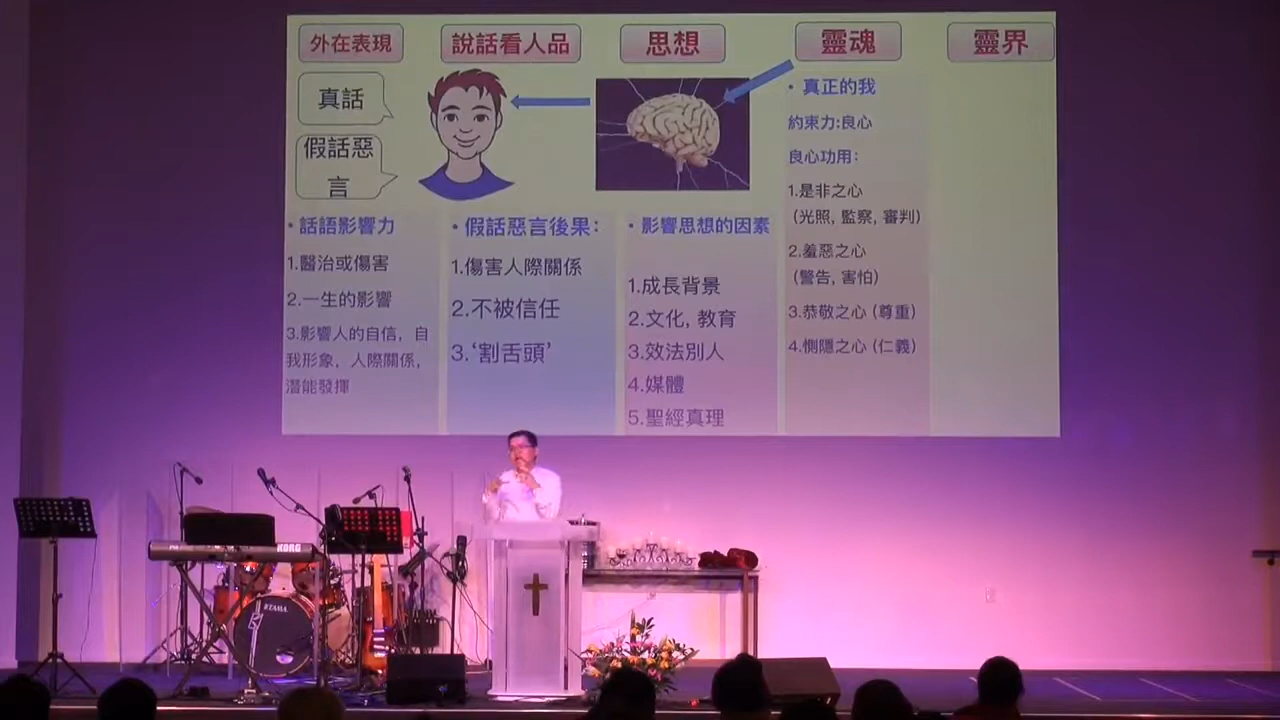 外在表現
說話看人品
思想
靈魂
靈界
真話
假話惡
言
• 話語影響力
1.醫治或傷害
2.一生的影響
3.影響人的自信，自
我形象，人際關係，
潛能發揮
• 假話惡言後果：
1.傷害人際關係
2.不被信任
3.‘割舌頭’
• 影響思想的因素
1.成長背景
2.文化, 教育
3.效法別人
4.媒體
5.聖經真理
• 真正的我
約束力:良心
良心功用：
1.是非之心
(光照, 監察, 審判)
2.羞惡之心
(警告, 害怕)
3.恭敬之心 (尊重)
4.惻隱之心 (仁義)
KORG
TAMA